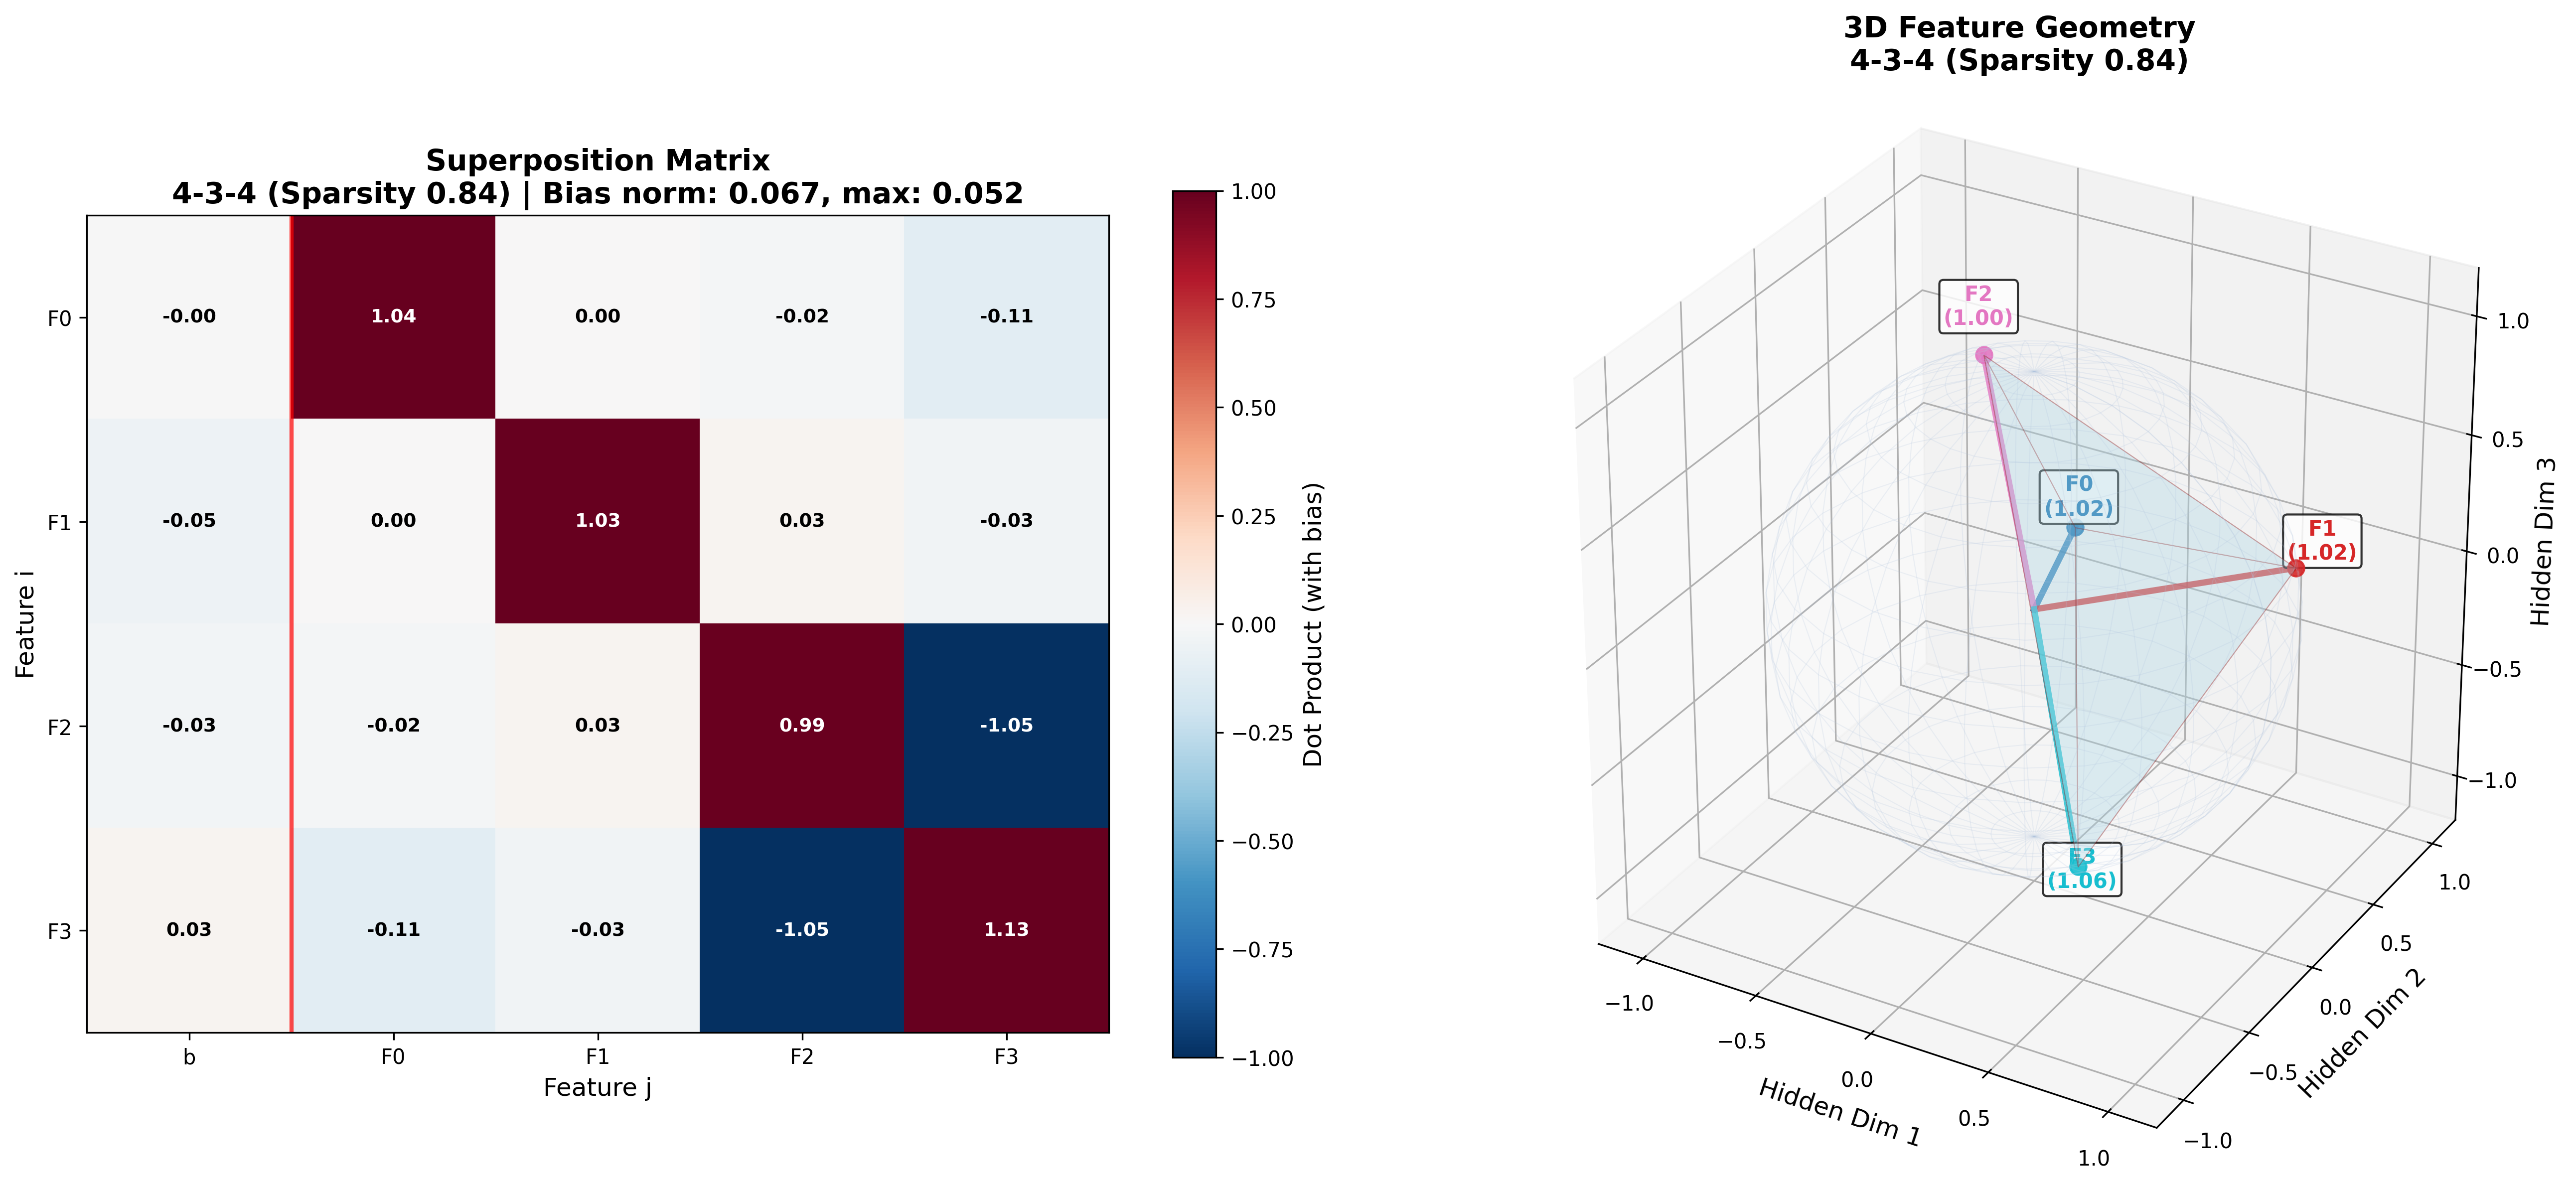 Superposition Matrix
4-3-4 (Sparsity 0.84) | Bias norm: 0.067, max: 0.052
Feature i
F0
-0.00 1.04 0.00 -0.02 -0.11
F1
-0.05 0.00 1.03 0.03 -0.03
F2
-0.03 -0.02 0.03 0.99 -1.05
F3
0.03 -0.11 -0.03 -1.05 1.13
b F0 F1 F2 F3
Feature j
1.00
0.75
0.50
0.25
0.00
−0.25
−0.50
−0.75
−1.00
Dot Product (with bias)
3D Feature Geometry
4-3-4 (Sparsity 0.84)
F2
(1.00)
F0
(1.02)
F1
(1.02)
F3
(1.06)
1.0
0.5
0.0
−0.5
−1.0
Hidden Dim 3
−1.0
−0.5
0.0
0.5
1.0
Hidden Dim 1
1.0
0.5
0.0
−0.5
−1.0
Hidden Dim 2